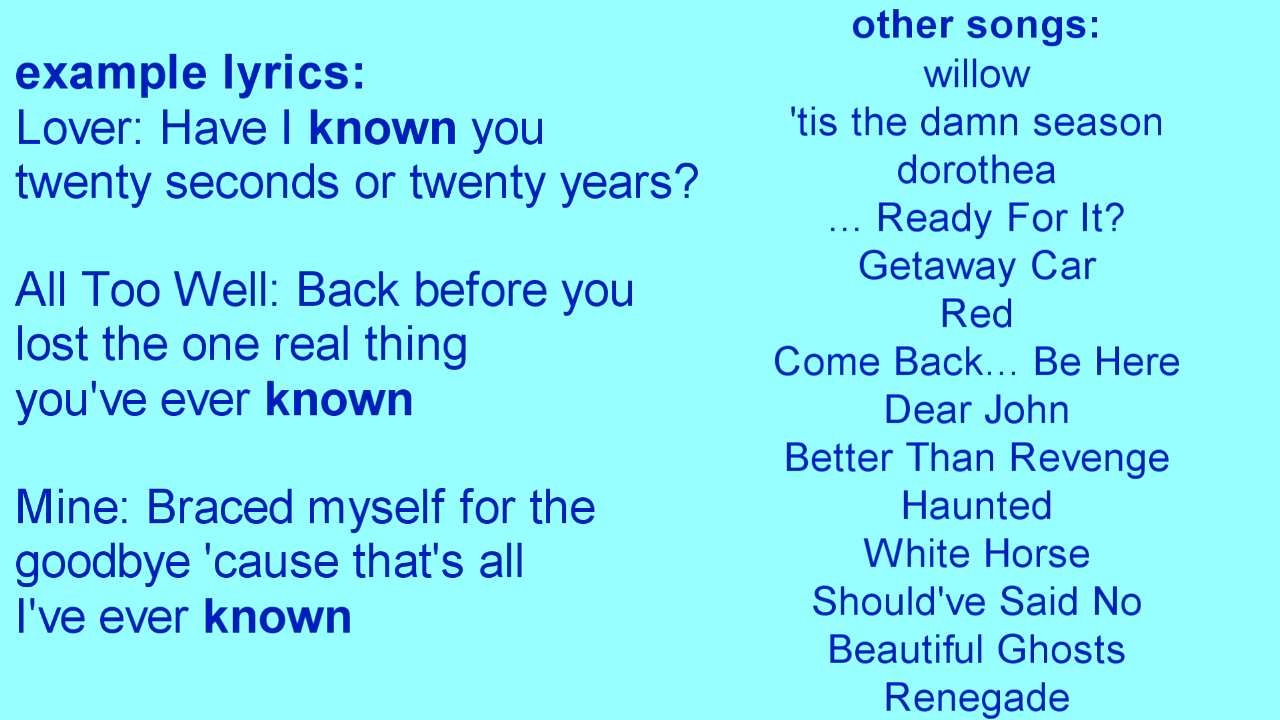 example lyrics:
Lover: Have I known you
twenty seconds or twenty years?
All Too Well: Back before you
lost the one real thing
you've ever known
Mine: Braced myself for the
goodbye 'cause that's all
I've ever known
other songs:
willow
'tis the damn season
dorothea
... Ready For It?
Getaway Car
Red
Come Back... Be Here
Dear John
Better Than Revenge
Haunted
White Horse
Should've Said No
Beautiful Ghosts
Renegade